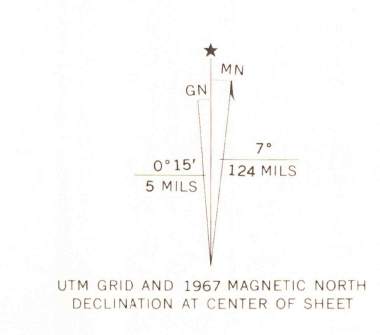 ★
MN
GN
0°15′
5 MILS
7°
124 MILS
UTM GRID AND 1967 MAGNETIC NORTH
DECLINATION AT CENTER OF SHEET